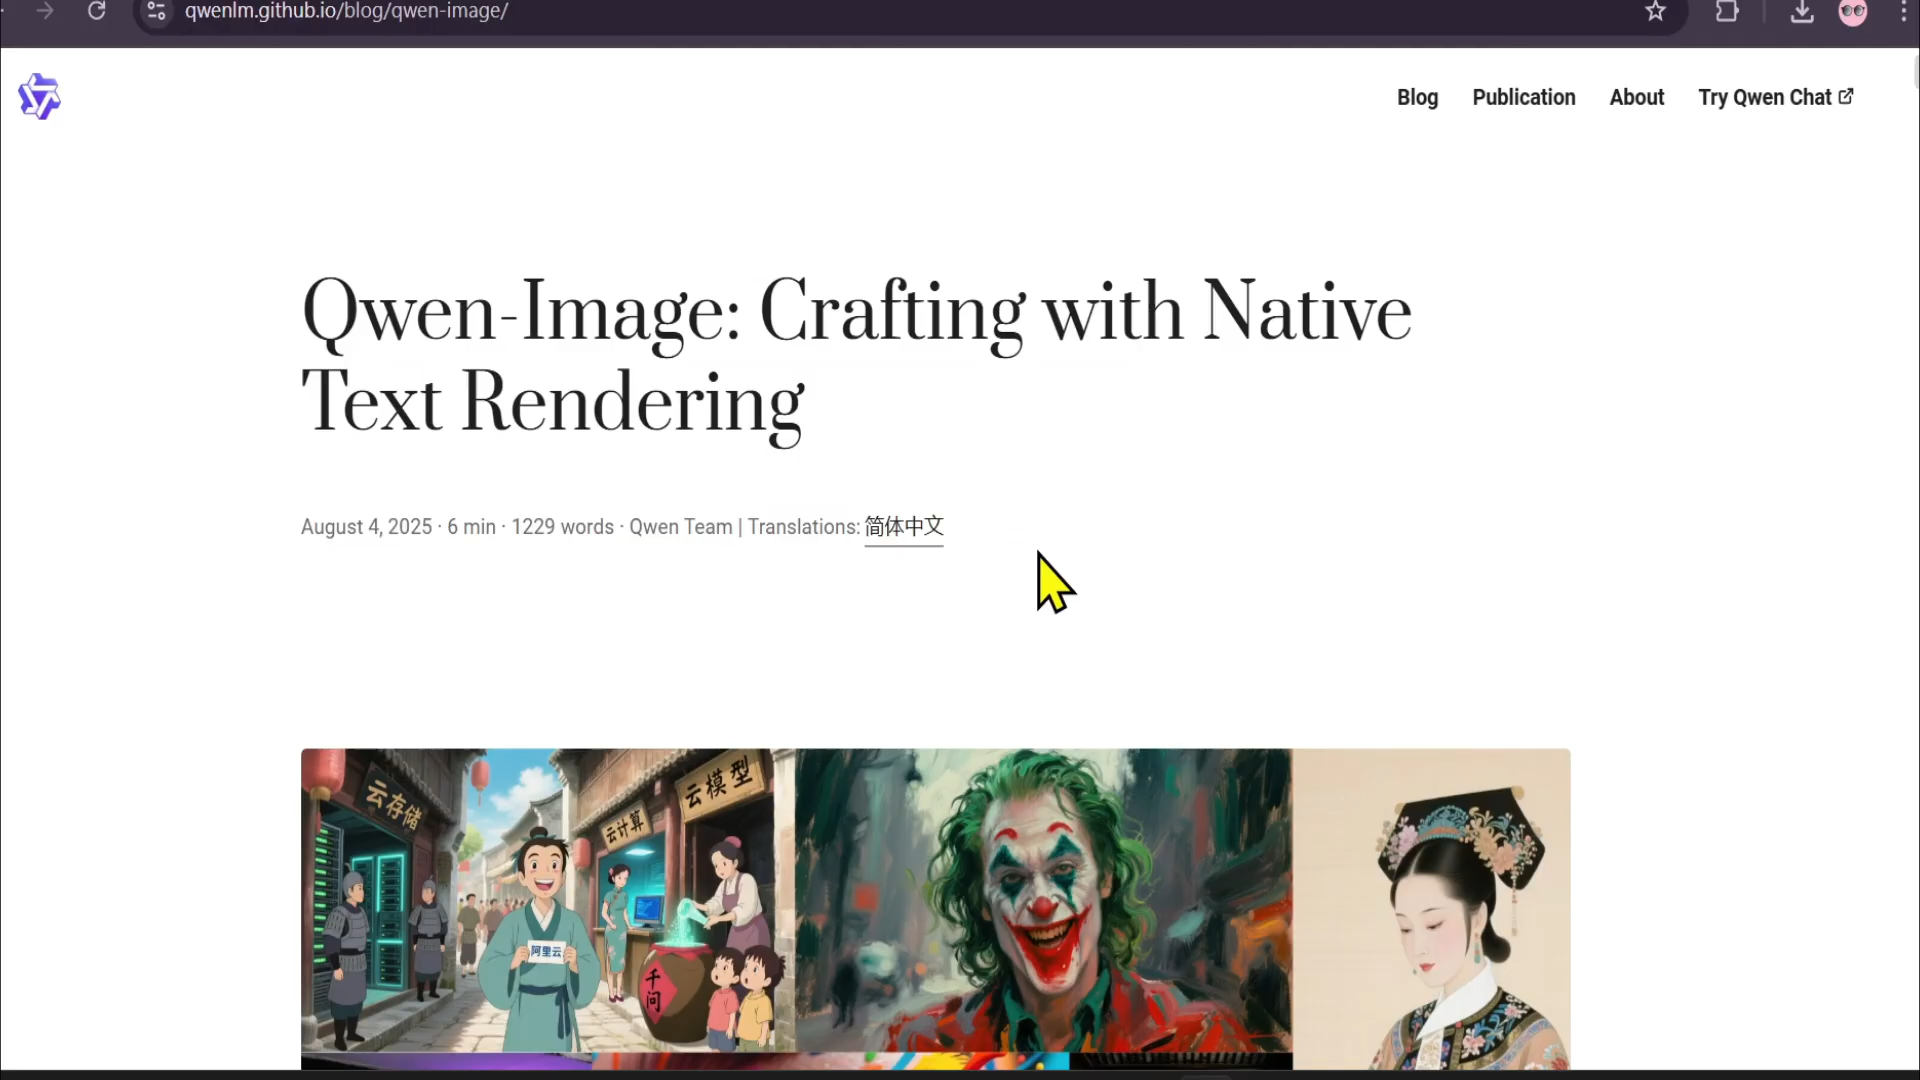 qwenlm.github.io/blog/qwen-image/
Blog
Publication
About
Try Qwen Chat
Qwen-Image: Crafting with Native
Text Rendering
August 4, 2025 · 6 min · 1229 words · Qwen Team | Translations: 简体中文
云存储
云计算
云模型
阿里云
千问